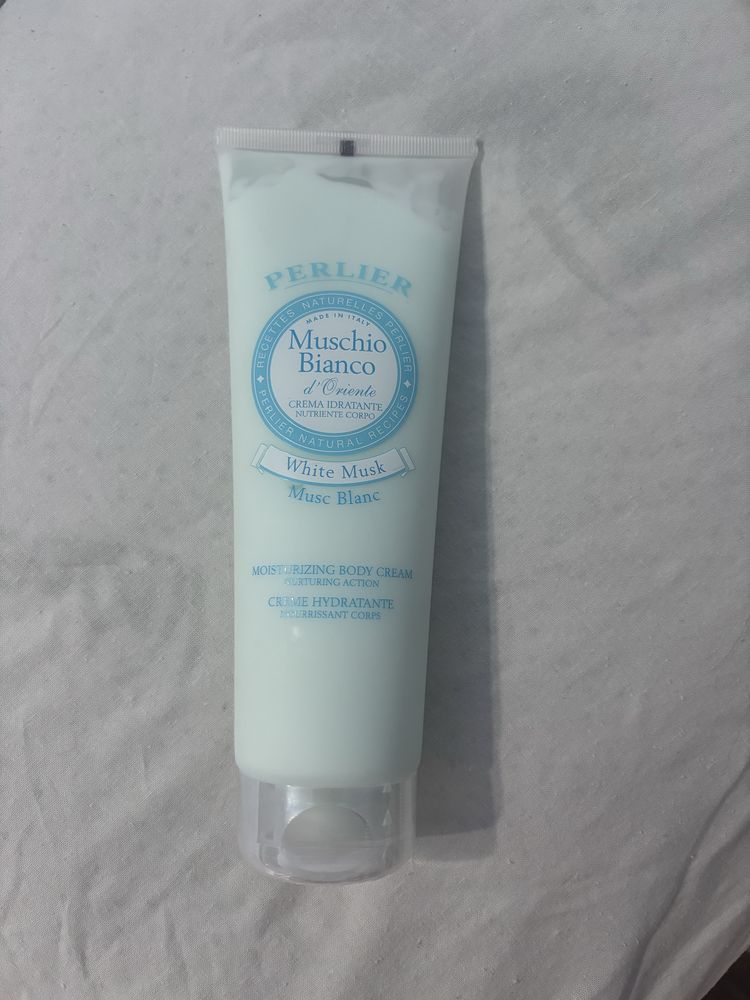 PERLIER
RECETTES NATURELLES PERLIER
MADE IN ITALY
Muschio
Bianco
d'Oriente
CREMA IDRATANTE
NUTRIENTE CORPO
PERLIER NATURAL RECIPES
White Musk
Musc Blanc
MOISTURIZING BODY CREAM
NURTURING ACTION
CRÈME HYDRATANTE
NOURRISSANT CORPS